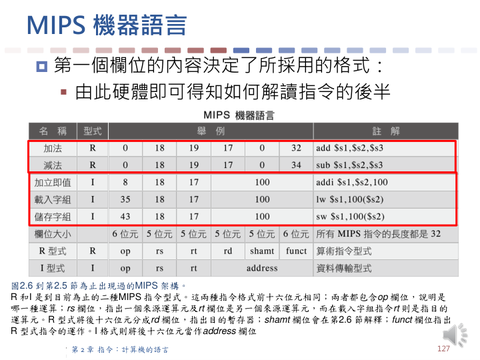 MIPS 機器語言
第一個欄位的內容決定了所採用的格式：
由此硬體即可得知如何解讀指令的後半
MIPS 機器語言
名 稱 型式 舉 例 註 解
加法 R 0 18 19 17 0 32 add $s1,$s2,$s3
減法 R 0 18 19 17 0 34 sub $s1,$s2,$s3
加立即值 I 8 18 17 100 addi $s1,$s2,100
載入字組 I 35 18 17 100 lw $s1,100($s2)
儲存字組 I 43 18 17 100 sw $s1,100($s2)
欄位大小 6 位元 5 位元 5 位元 5 位元 5 位元 6 位元 所有 MIPS 指令的長度都是 32
R 型式 R op rs rt rd shamt funct 算術指令型式
I 型式 I op rs rt address 資料傳輸型式
圖2.6 到第2.5 節為止出現過的MIPS 架構。
R 和I 是到目前為止的二種MIPS 指令型式。這兩種指令格式前十六位元相同：兩者都包含op 欄位，說明是
哪一種運算；rs 欄位，指出一個來源運算元及rt 欄位是另一個來源運算元，而在載入字組指令rt 則是指目的
運算元。R 型式將後十六位元分成rd 欄位，指出目的暫存器；shamt 欄位會在第2.6 節解釋；funct 欄位指出
R 型式指令的運作。I 格式則將後十六位元當作address 欄位
第 2 章 指令：計算機的語言
127